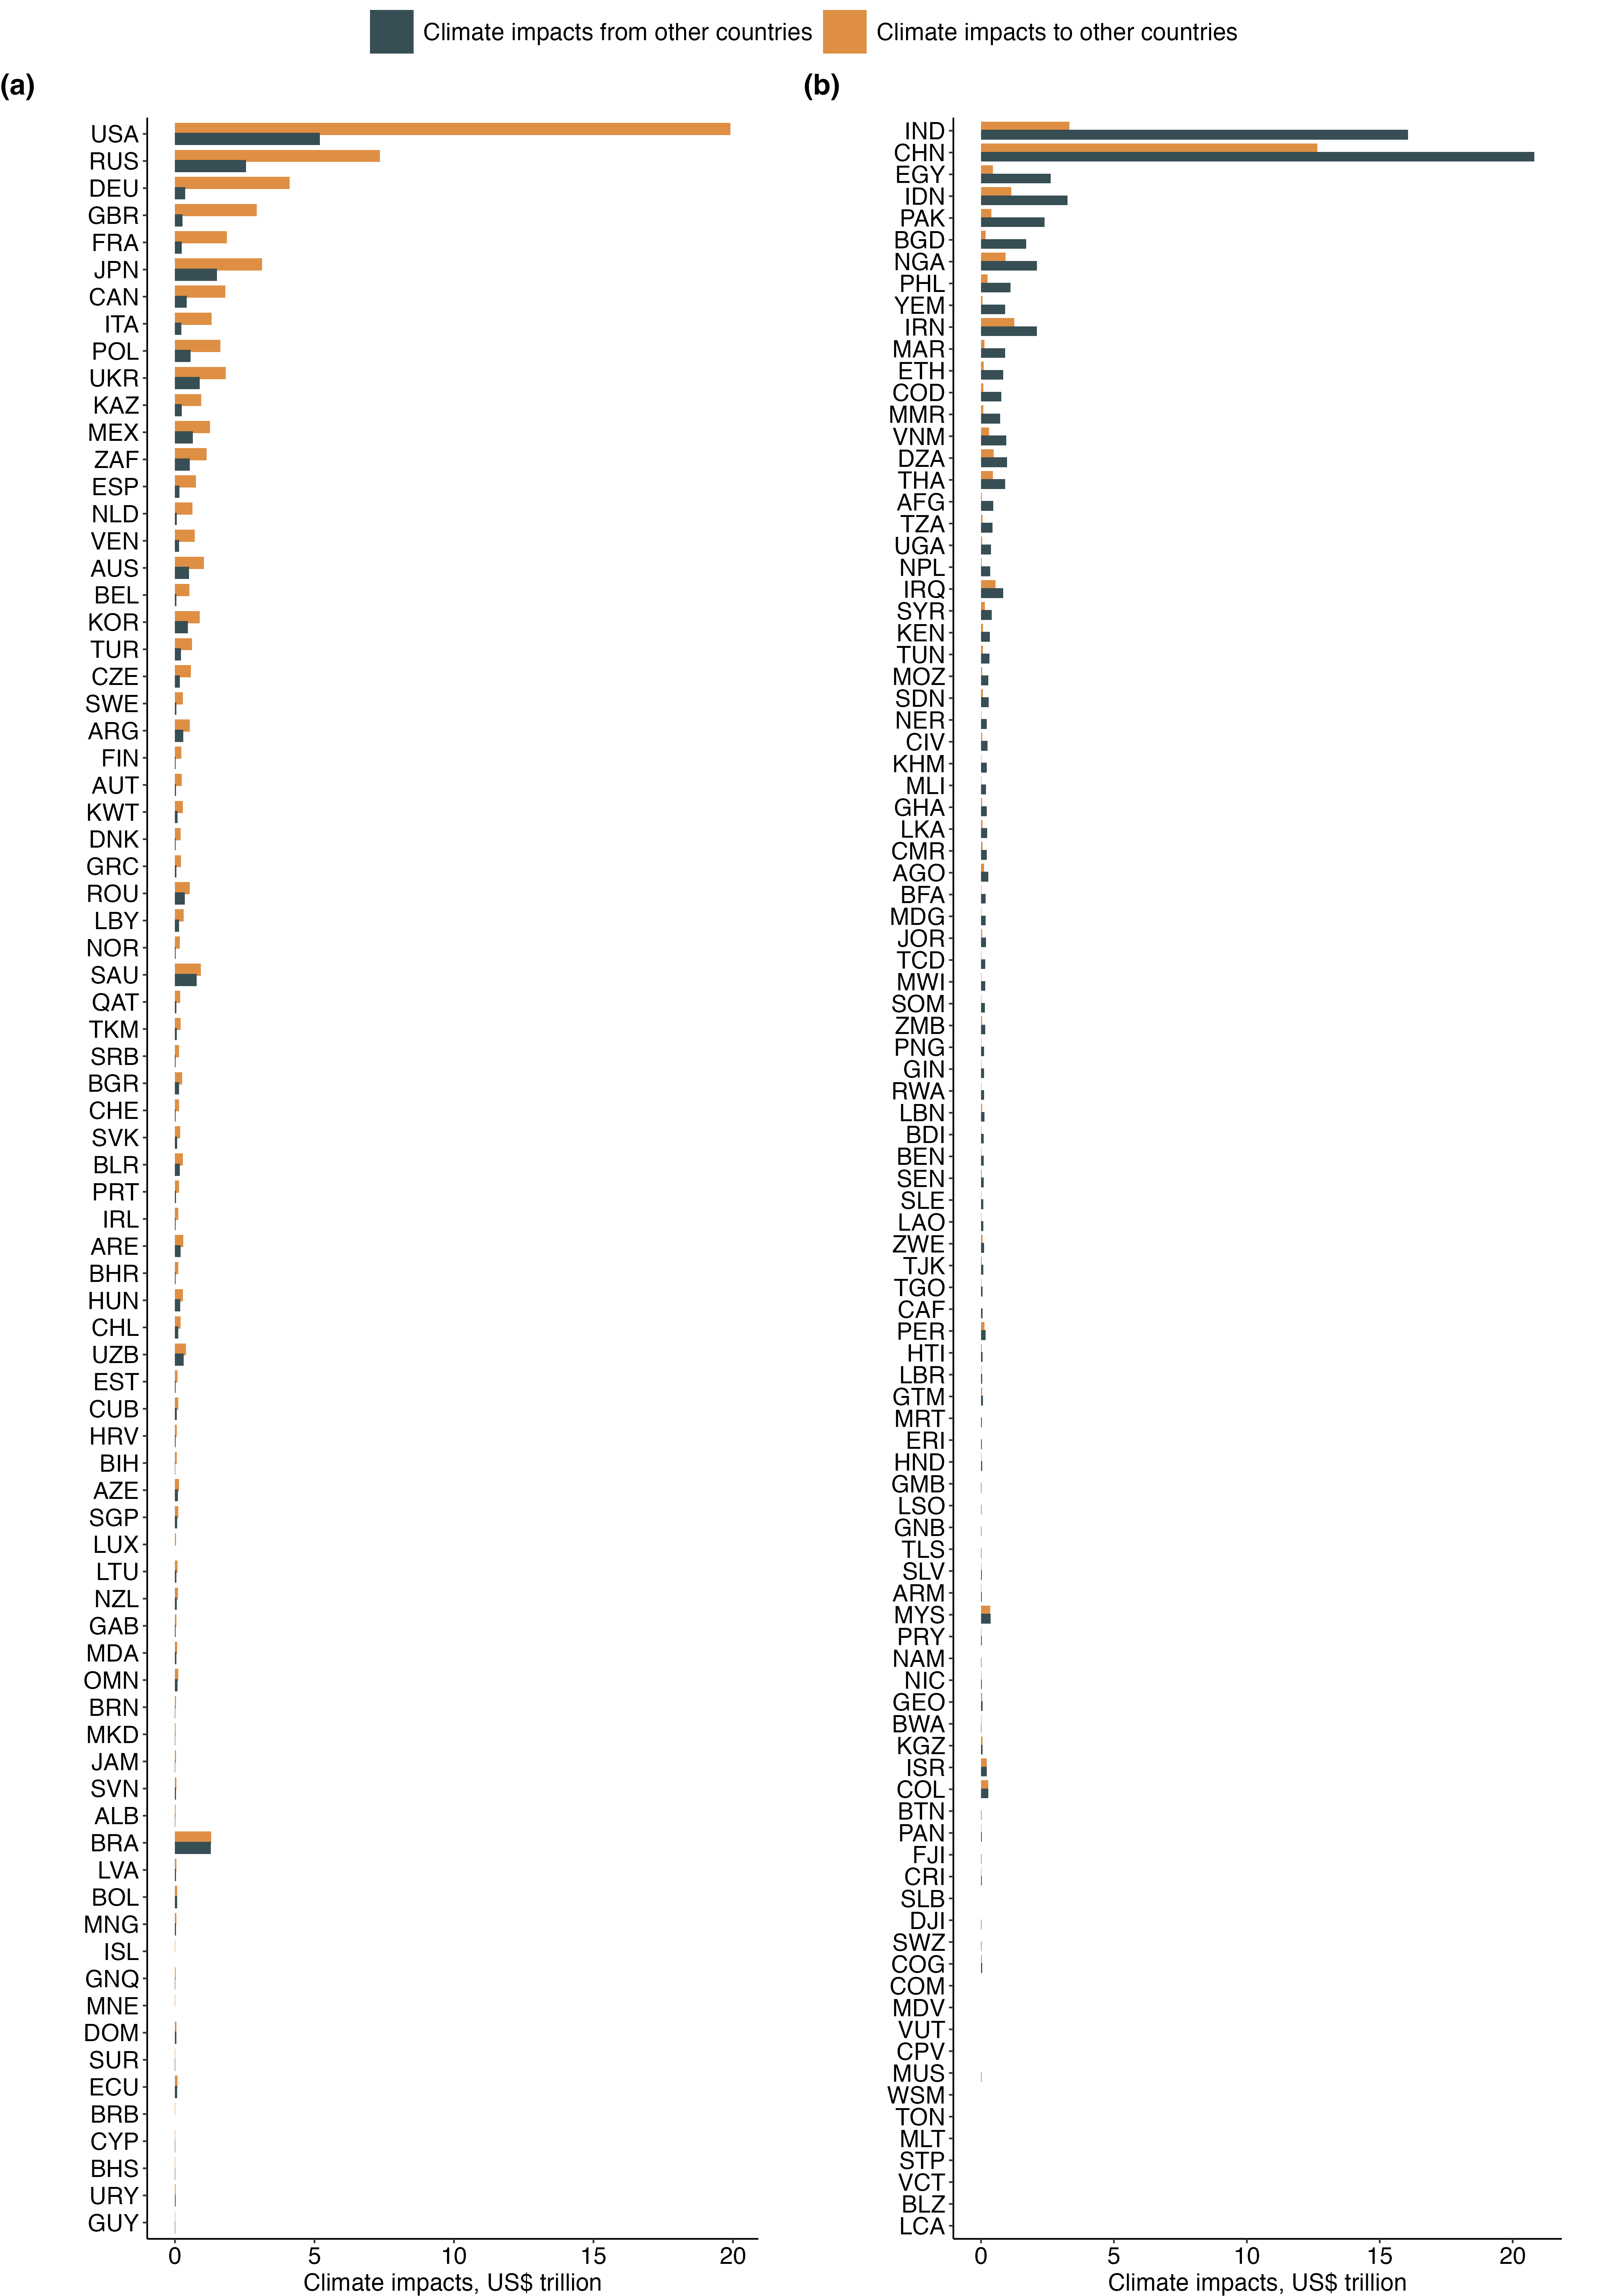 Climate impacts from other countries Climate impacts to other countries
(a)
USA
RUS
DEU
GBR
FRA
JPN
CAN
ITA
POL
UKR
KAZ
MEX
ZAF
ESP
NLD
VEN
AUS
BEL
KOR
TUR
CZE
SWE
ARG
FIN
AUT
KWT
DNK
GRC
ROU
LBY
NOR
SAU
QAT
TKM
SRB
BGR
CHE
SVK
BLR
PRT
IRL
ARE
BHR
HUN
CHL
UZB
EST
CUB
HRV
BIH
AZE
SGP
LUX
LTU
NZL
GAB
MDA
OMN
BRN
MKD
JAM
SVN
ALB
BRA
LVA
BOL
MNG
ISL
GNQ
MNE
DOM
SUR
ECU
BRB
CYP
BHS
URY
GUY
0 5 10 15 20
Climate impacts, US$ trillion
(b)
IND
CHN
EGY
IDN
PAK
BGD
NGA
PHL
YEM
IRN
MAR
ETH
COD
MMR
VNM
DZA
THA
AFG
TZA
UGA
NPL
IRQ
SYR
KEN
TUN
MOZ
SDN
NER
CIV
KHM
MLI
GHA
LKA
CMR
AGO
BFA
MDG
JOR
TCD
MWI
SOM
ZMB
PNG
GIN
RWA
LBN
BDI
BEN
SEN
SLE
LAO
ZWE
TJK
TGO
CAF
PER
HTI
LBR
GTM
MRT
ERI
HND
GMB
LSO
GNB
TLS
SLV
ARM
MYS
PRY
NAM
NIC
GEO
BWA
KGZ
ISR
COL
BTN
PAN
FJI
CRI
SLB
DJI
SWZ
COG
COM
MDV
VUT
CPV
MUS
WSM
TON
MLT
STP
VCT
BLZ
LCA
0 5 10 15 20
Climate impacts, US$ trillion